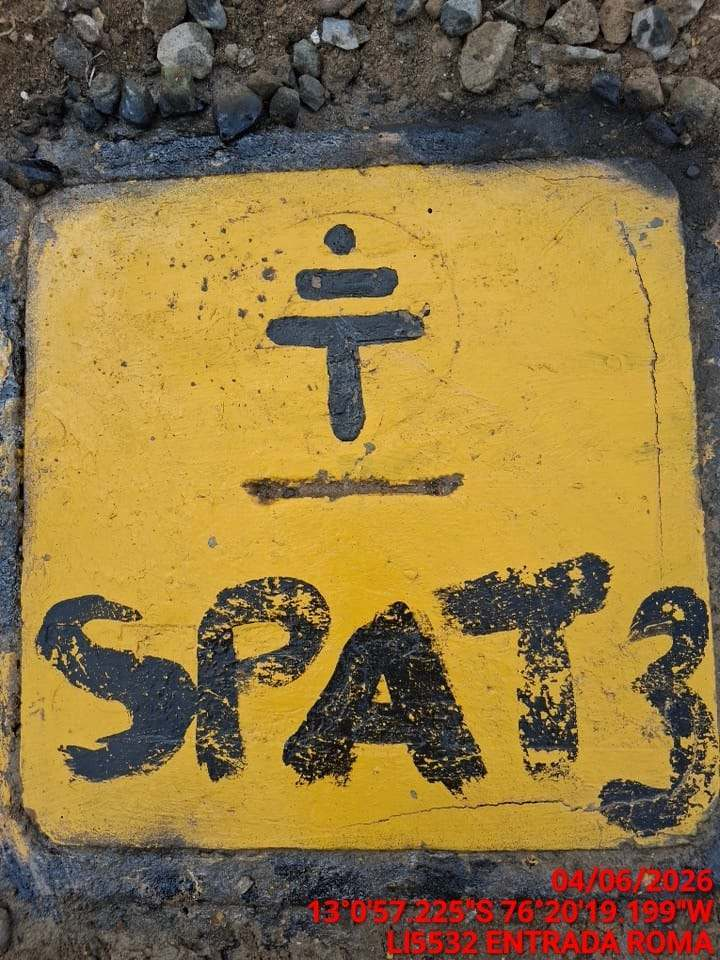 SPAT3
04/06/2026
13°0'57.225"S 76°20'19.199"W
LI5532 ENTRADA ROMA